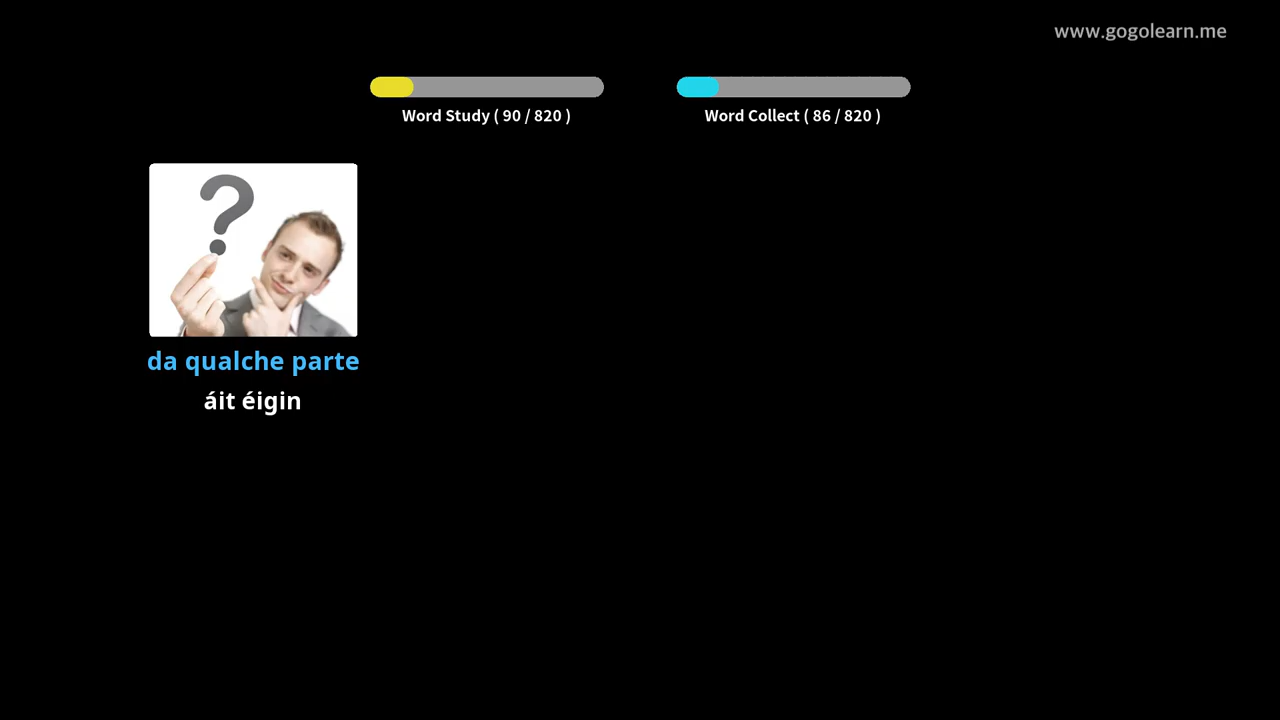 www.gogolearn.me
Word Study ( 90 / 820 )
Word Collect ( 86 / 820 )
?
da qualche parte
áit éigin